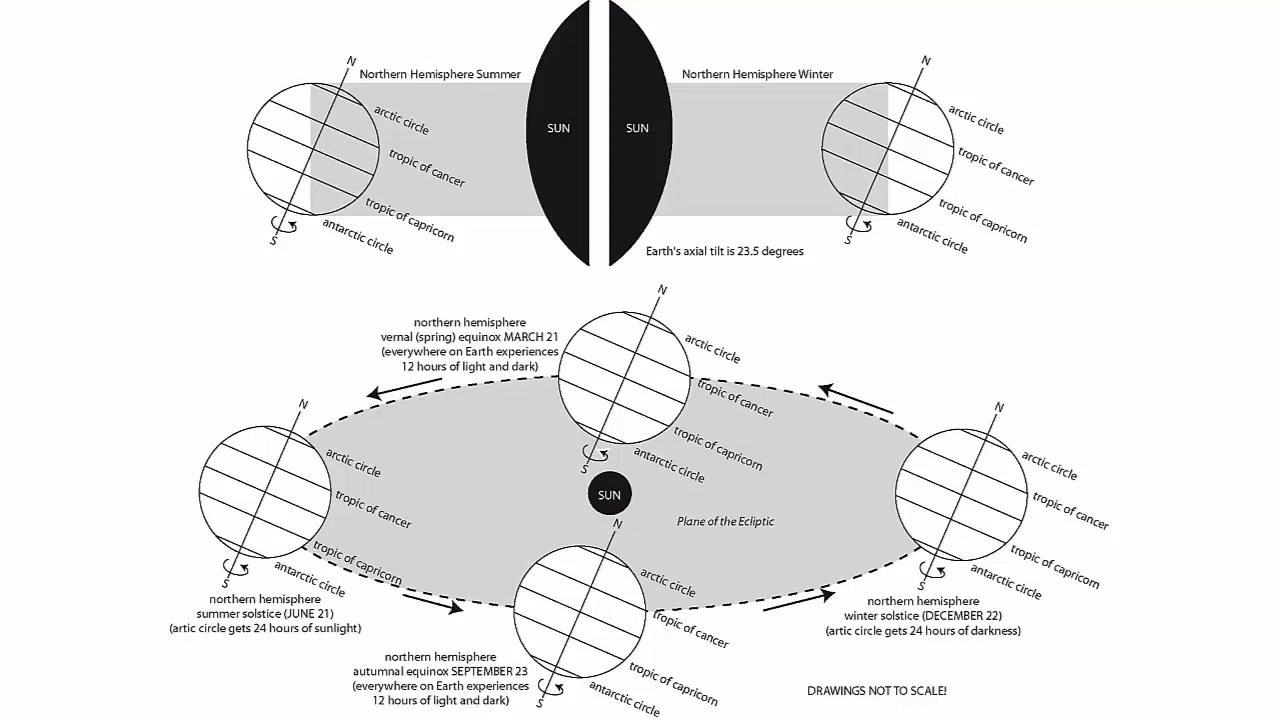 N
Northern Hemisphere Summer
arctic circle
tropic of cancer
tropic of capricorn
antarctic circle
S
SUN
SUN
Northern Hemisphere Winter
N
arctic circle
tropic of cancer
tropic of capricorn
antarctic circle
S
Earth's axial tilt is 23.5 degrees
northern hemisphere
vernal (spring) equinox MARCH 21
(everywhere on Earth experiences
12 hours of light and dark)
N
arctic circle
tropic of cancer
tropic of capricorn
antarctic circle
S
N
arctic circle
tropic of cancer
tropic of capricorn
antarctic circle
S
northern hemisphere
summer solstice (JUNE 21)
(artic circle gets 24 hours of sunlight)
SUN
Plane of the Ecliptic
N
arctic circle
tropic of cancer
tropic of capricorn
antarctic circle
S
northern hemisphere
winter solstice (DECEMBER 22)
(artic circle gets 24 hours of darkness)
N
arctic circle
tropic of cancer
tropic of capricorn
antarctic circle
S
northern hemisphere
autumnal equinox SEPTEMBER 23
(everywhere on Earth experiences
12 hours of light and dark)
DRAWINGS NOT TO SCALE!